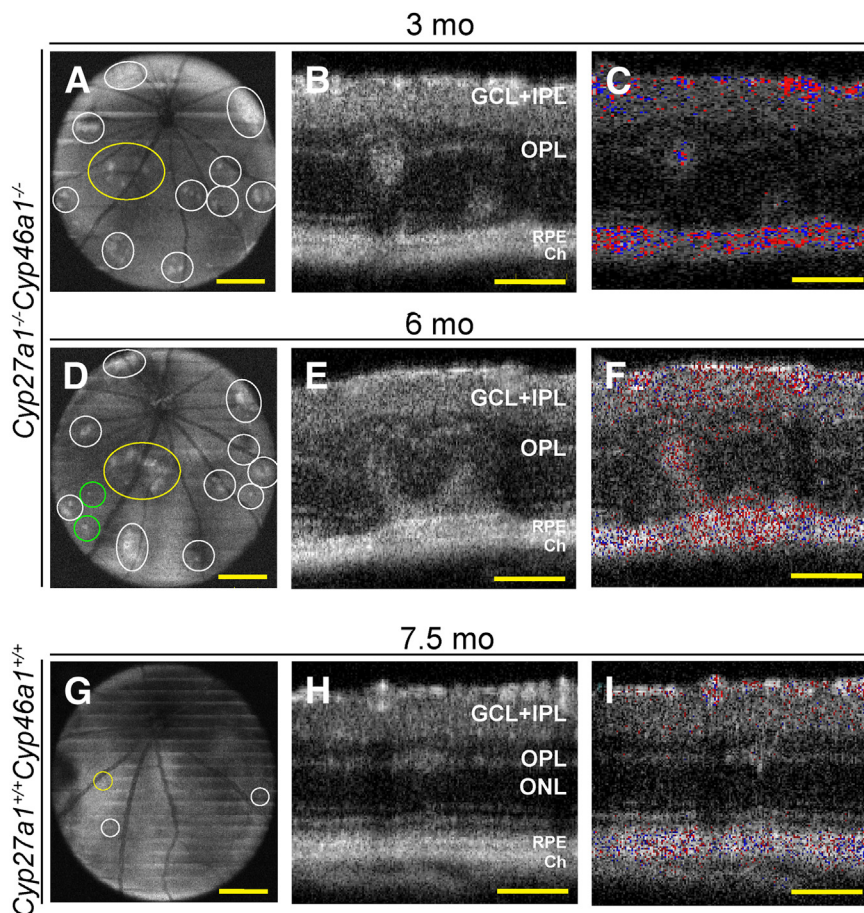 3 mo
A
B
GCL+IPL
OPL
RPE
Ch
C
Cyp27a1-/-Cyp46a1-/-
6 mo
D
E
GCL+IPL
OPL
RPE
Ch
F
7.5 mo
Cyp27a1+/+Cyp46a1+/+
G
H
GCL+IPL
OPL
ONL
RPE
Ch
I